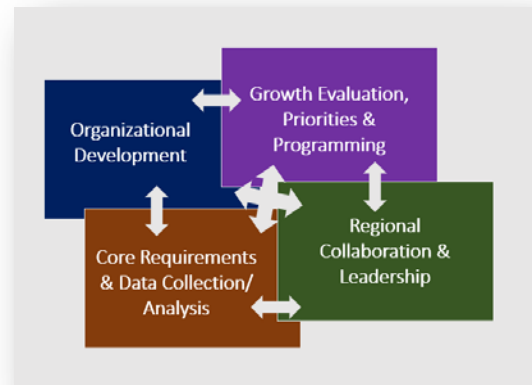 Organizational
Development
Growth Evaluation,
Priorities &
Programming
Core Requirements
& Data Collection/
Analysis
Regional
Collaboration &
Leadership